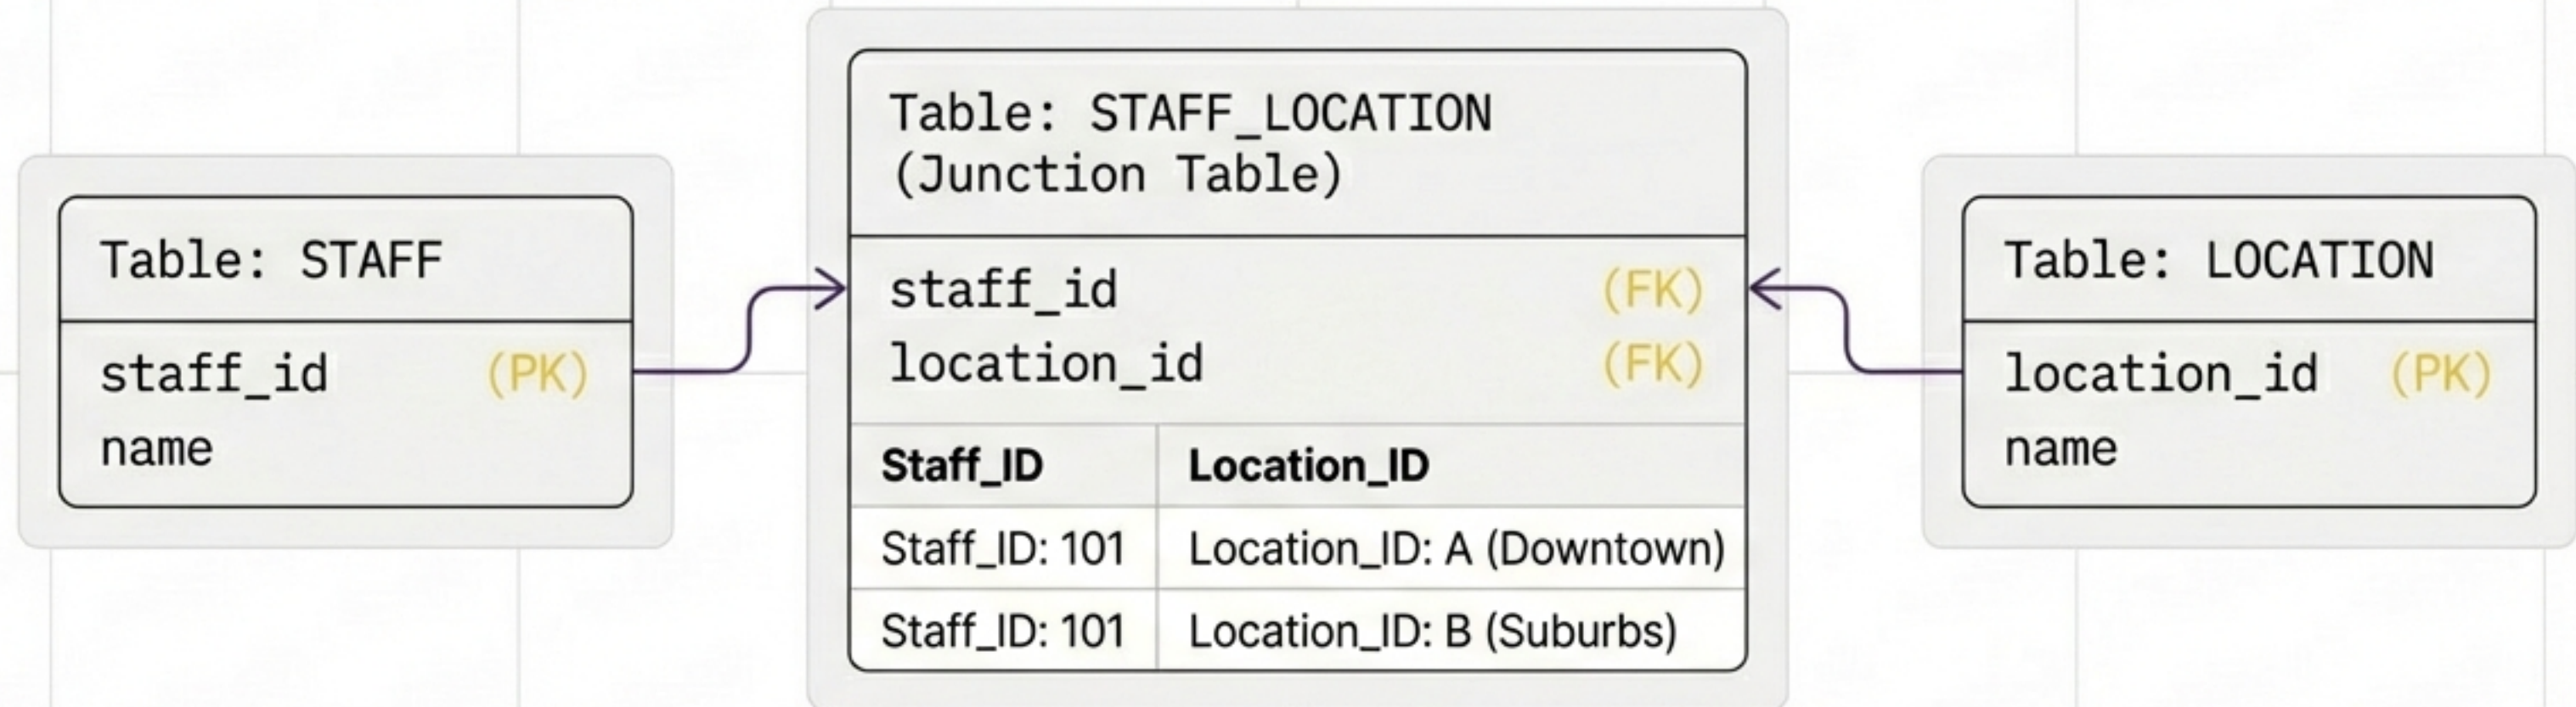 Table: STAFF
staff_id (PK)
name
Table: STAFF_LOCATION
(Junction Table)
staff_id (FK)
location_id (FK)
Staff_ID Location_ID
Staff_ID: 101 Location_ID: A (Downtown)
Staff_ID: 101 Location_ID: B (Suburbs)
Table: LOCATION
location_id (PK)
name